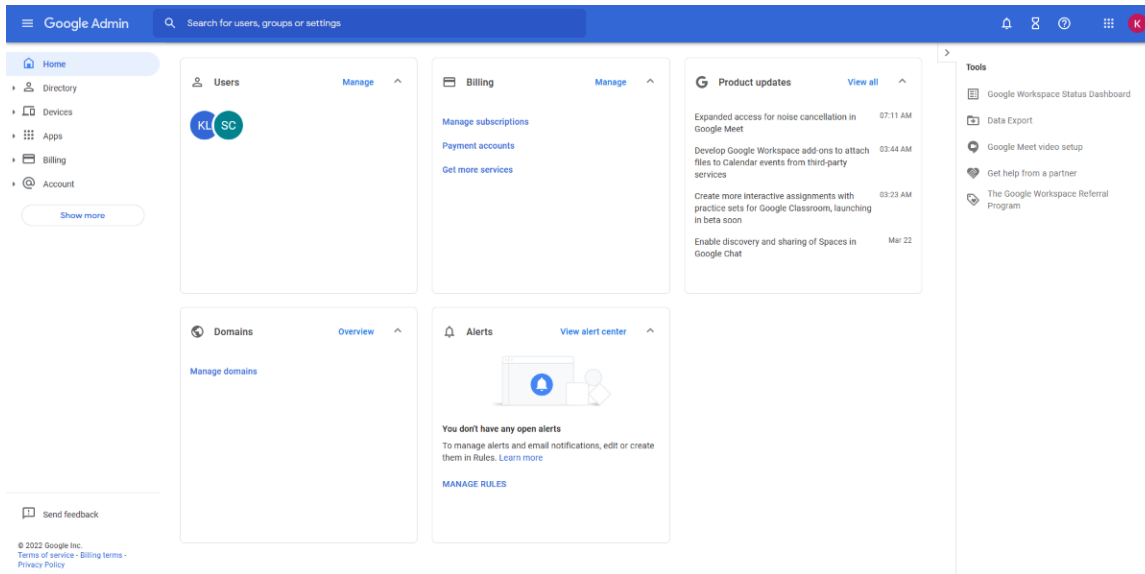 Google Admin
Search for users, groups or settings
K
Home
Directory
Devices
Apps
Billing
Account
Show more
Send feedback
© 2022 Google Inc.
Terms of service - Billing terms -
Privacy Policy
Users
Manage
KL
SC
Billing
Manage
Manage subscriptions
Payment accounts
Get more services
Product updates
View all
Expanded access for noise cancellation in
Google Meet
07:11 AM
Develop Google Workspace add-ons to attach
files to Calendar events from third-party
services
03:44 AM
Create more interactive assignments with
practice sets for Google Classroom, launching
in beta soon
03:23 AM
Enable discovery and sharing of Spaces in
Google Chat
Mar 22
Domains
Overview
Manage domains
Alerts
View alert center
You don't have any open alerts
To manage alerts and email notifications, edit or create
them in Rules. Learn more
MANAGE RULES
Tools
Google Workspace Status Dashboard
Data Export
Google Meet video setup
Get help from a partner
The Google Workspace Referral
Program